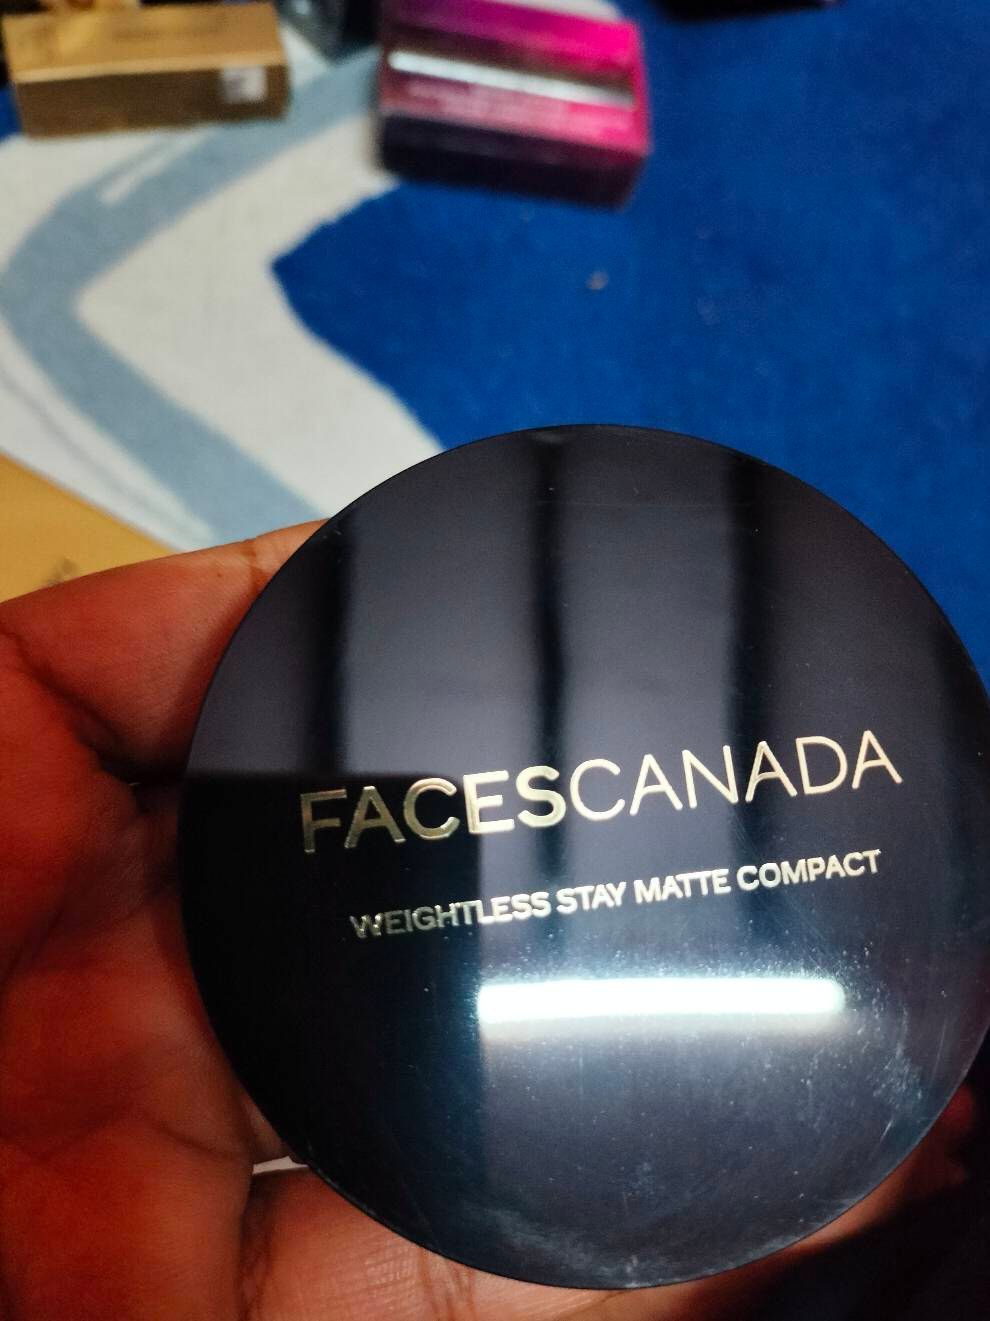 FACESCANADA
WEIGHTLESS STAY MATTE COMPACT